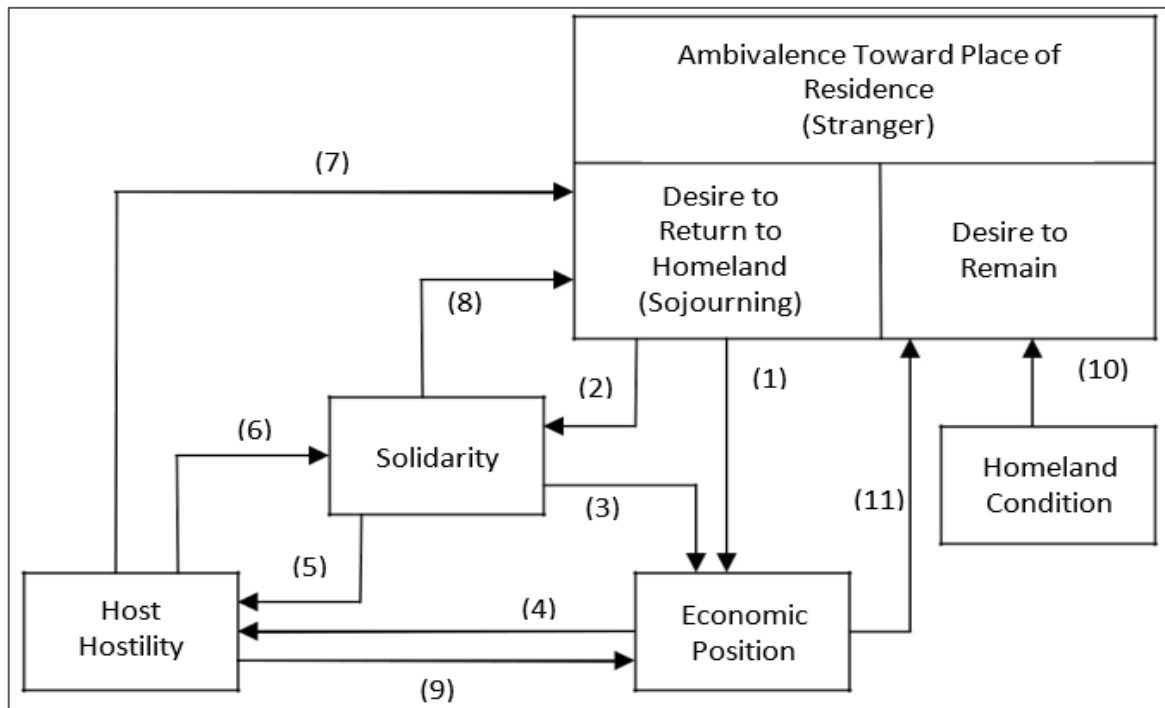 Ambivalence Toward Place of
Residence
(Stranger)
(7)
Desire to
Return to
Homeland
(Sojourning)
Desire to
Remain
(8)
(2)
(1)
(10)
(6)
Solidarity
Homeland
Condition
(3)
(11)
(5)
Host
Hostility
(4)
Economic
Position
(9)